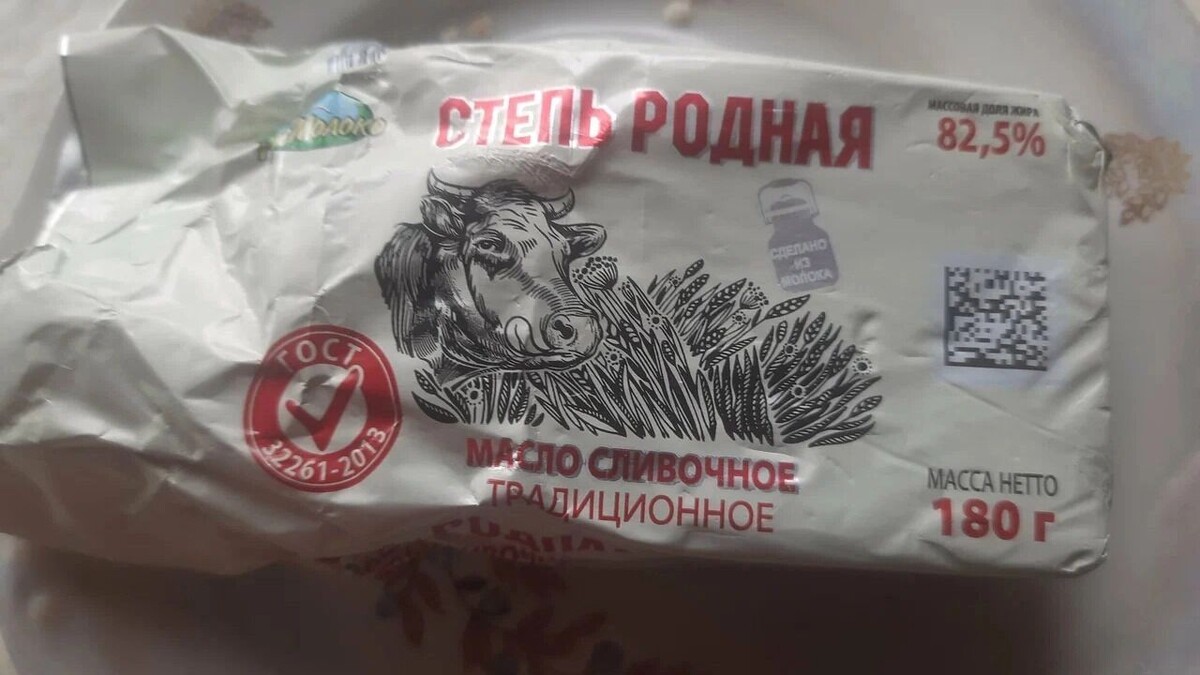 Молоко
СТЕПЬ РОДНАЯ
МАССОВАЯ ДОЛЯ ЖИРА
82,5%
СДЕЛАНО
ИЗ
МОЛОКА
ГОСТ
32261-2013
МАСЛО СЛИВОЧНОЕ
ТРАДИЦИОННОЕ
МАССА НЕТТО
180 г